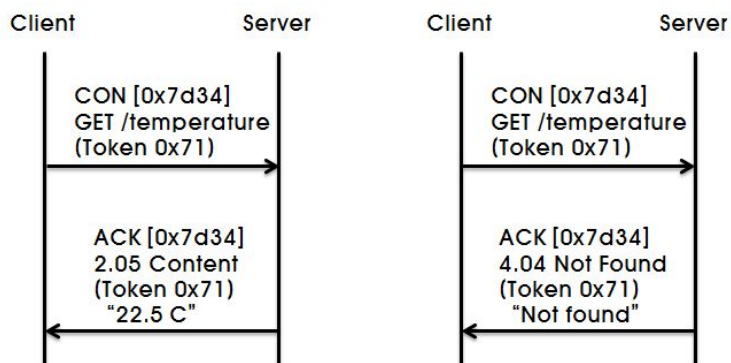 Client Server
CON [0x7d34]
GET /temperature
(Token 0x71)
ACK [0x7d34]
2.05 Content
(Token 0x71)
“22.5 C”
Client Server
CON [0x7d34]
GET /temperature
(Token 0x71)
ACK [0x7d34]
4.04 Not Found
(Token 0x71)
“Not found”